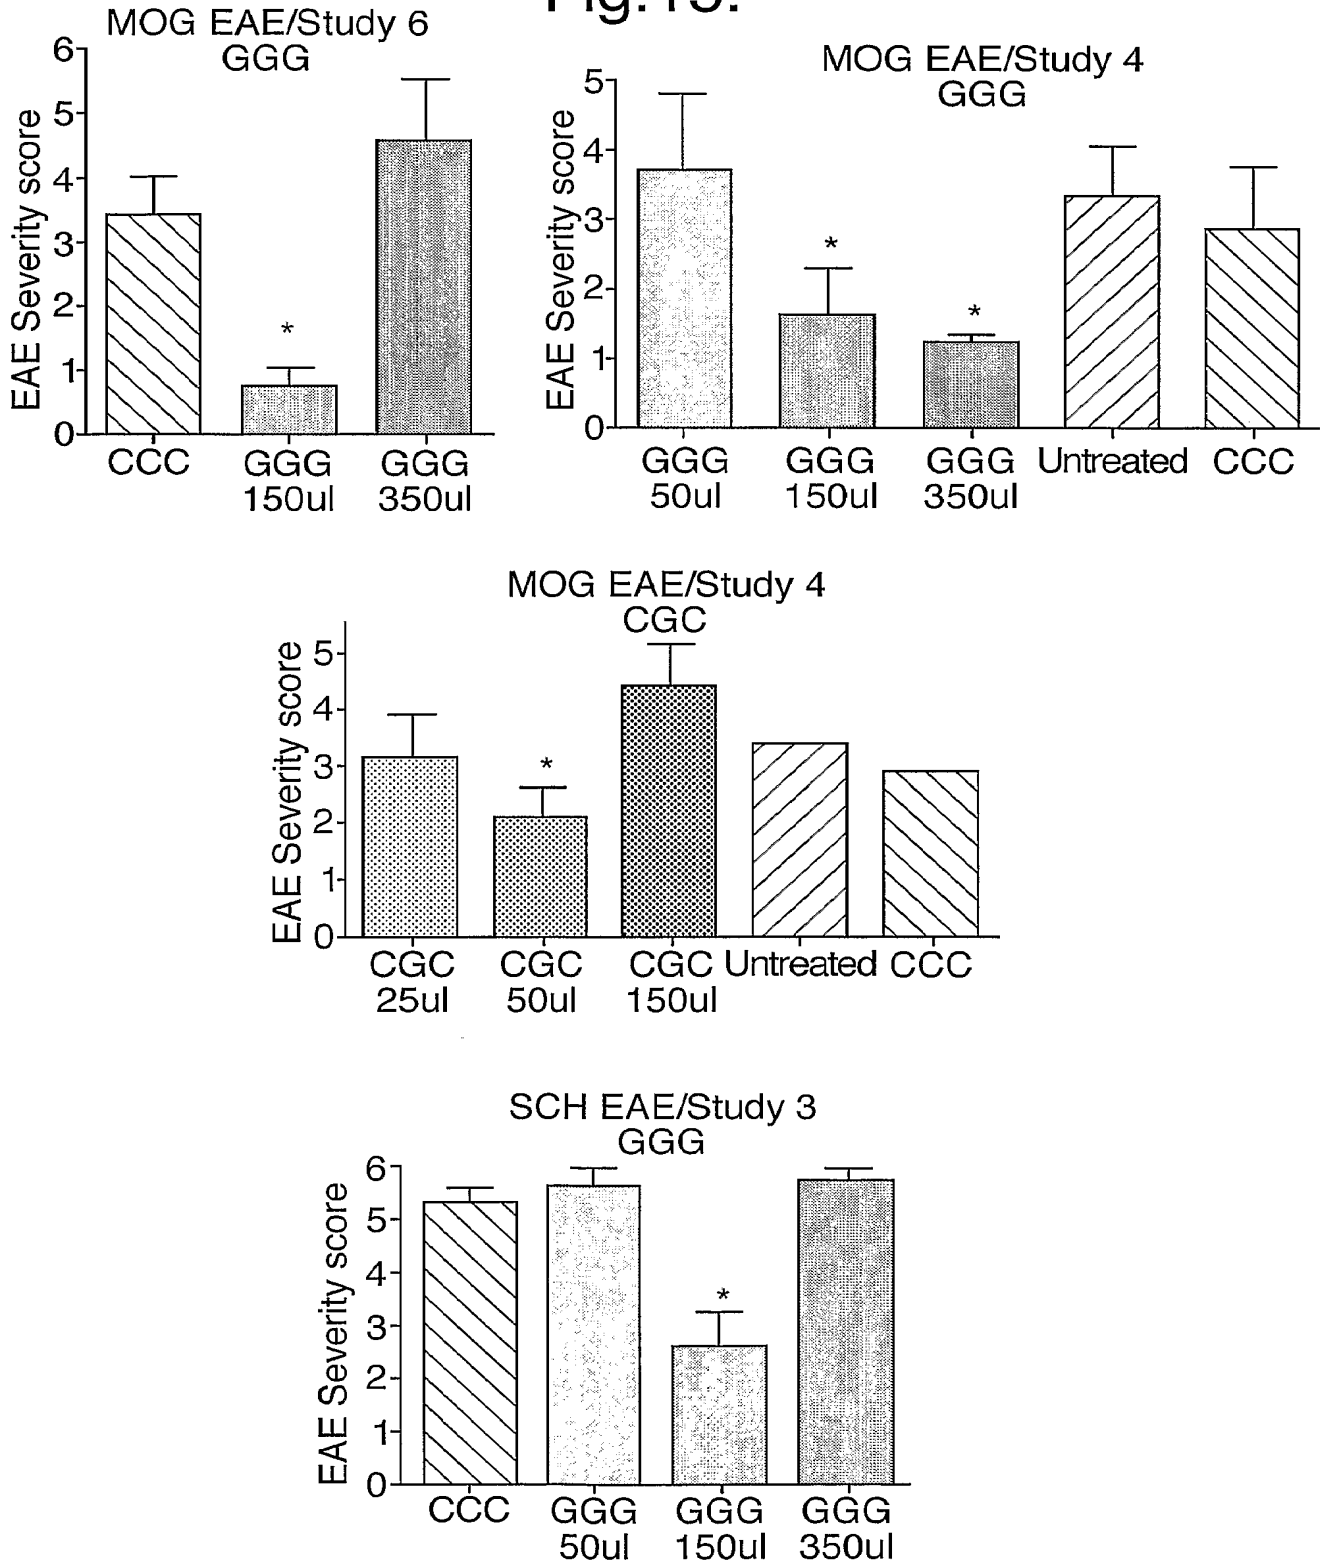 MOG EAE/Study 6
GGG
EAE Severity score
6
5
4
3
2
1
0
*
CCC GGG GGG
150ul 350ul
MOG EAE/Study 4
GGG
EAE Severity score
5
4
3
2
1
0
* *
GGG GGG GGG Untreated CCC
50ul 150ul 350ul
MOG EAE/Study 4
CGC
EAE Severity score
5
4
3
2
1
0
*
CGC CGC CGC Untreated CCC
25ul 50ul 150ul
SCH EAE/Study 3
GGG
EAE Severity score
6
5
4
3
2
1
0
*
CCC GGG GGG GGG
50ul 150ul 350ul